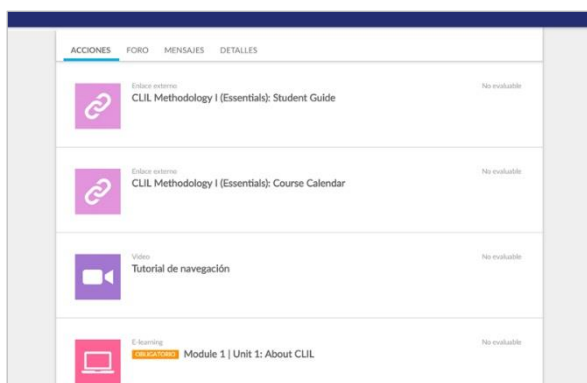 ACCIONES FORO MENSAJES DETALLES
Enlace externo
No evaluable
CLIL Methodology I (Essentials): Student Guide
Enlace externo
No evaluable
CLIL Methodology I (Essentials): Course Calendar
Vídeo
No evaluable
Tutorial de navegación
E-learning
No evaluable
OBLIGATORIO Module 1 | Unit 1: About CLIL